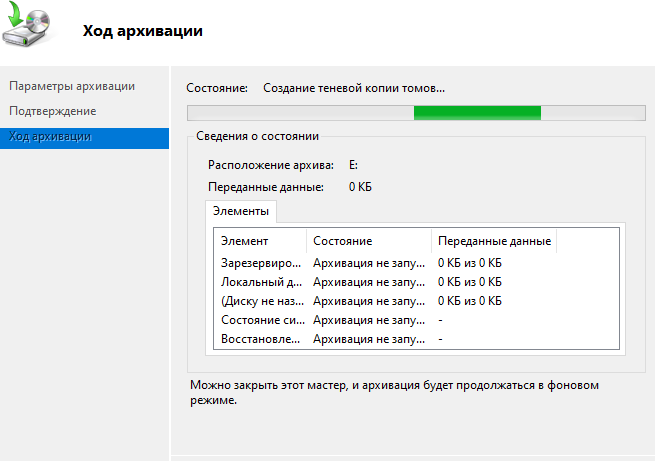 Ход архивации
Параметры архивации
Подтверждение
Ход архивации
Состояние: Создание теневой копии томов...
Сведения о состоянии
Расположение архива: E:
Переданные данные: 0 КБ
Элементы
Элемент Состояние Переданные данные
Зарезервиро... Архивация не запу... 0 КБ из 0 КБ
Локальный д... Архивация не запу... 0 КБ из 0 КБ
(Диску не наз... Архивация не запу... 0 КБ из 0 КБ
Состояние си... Архивация не запу... -
Восстановле... Архивация не запу... -
Можно закрыть этот мастер, и архивация будет продолжаться в фоновом
режиме.